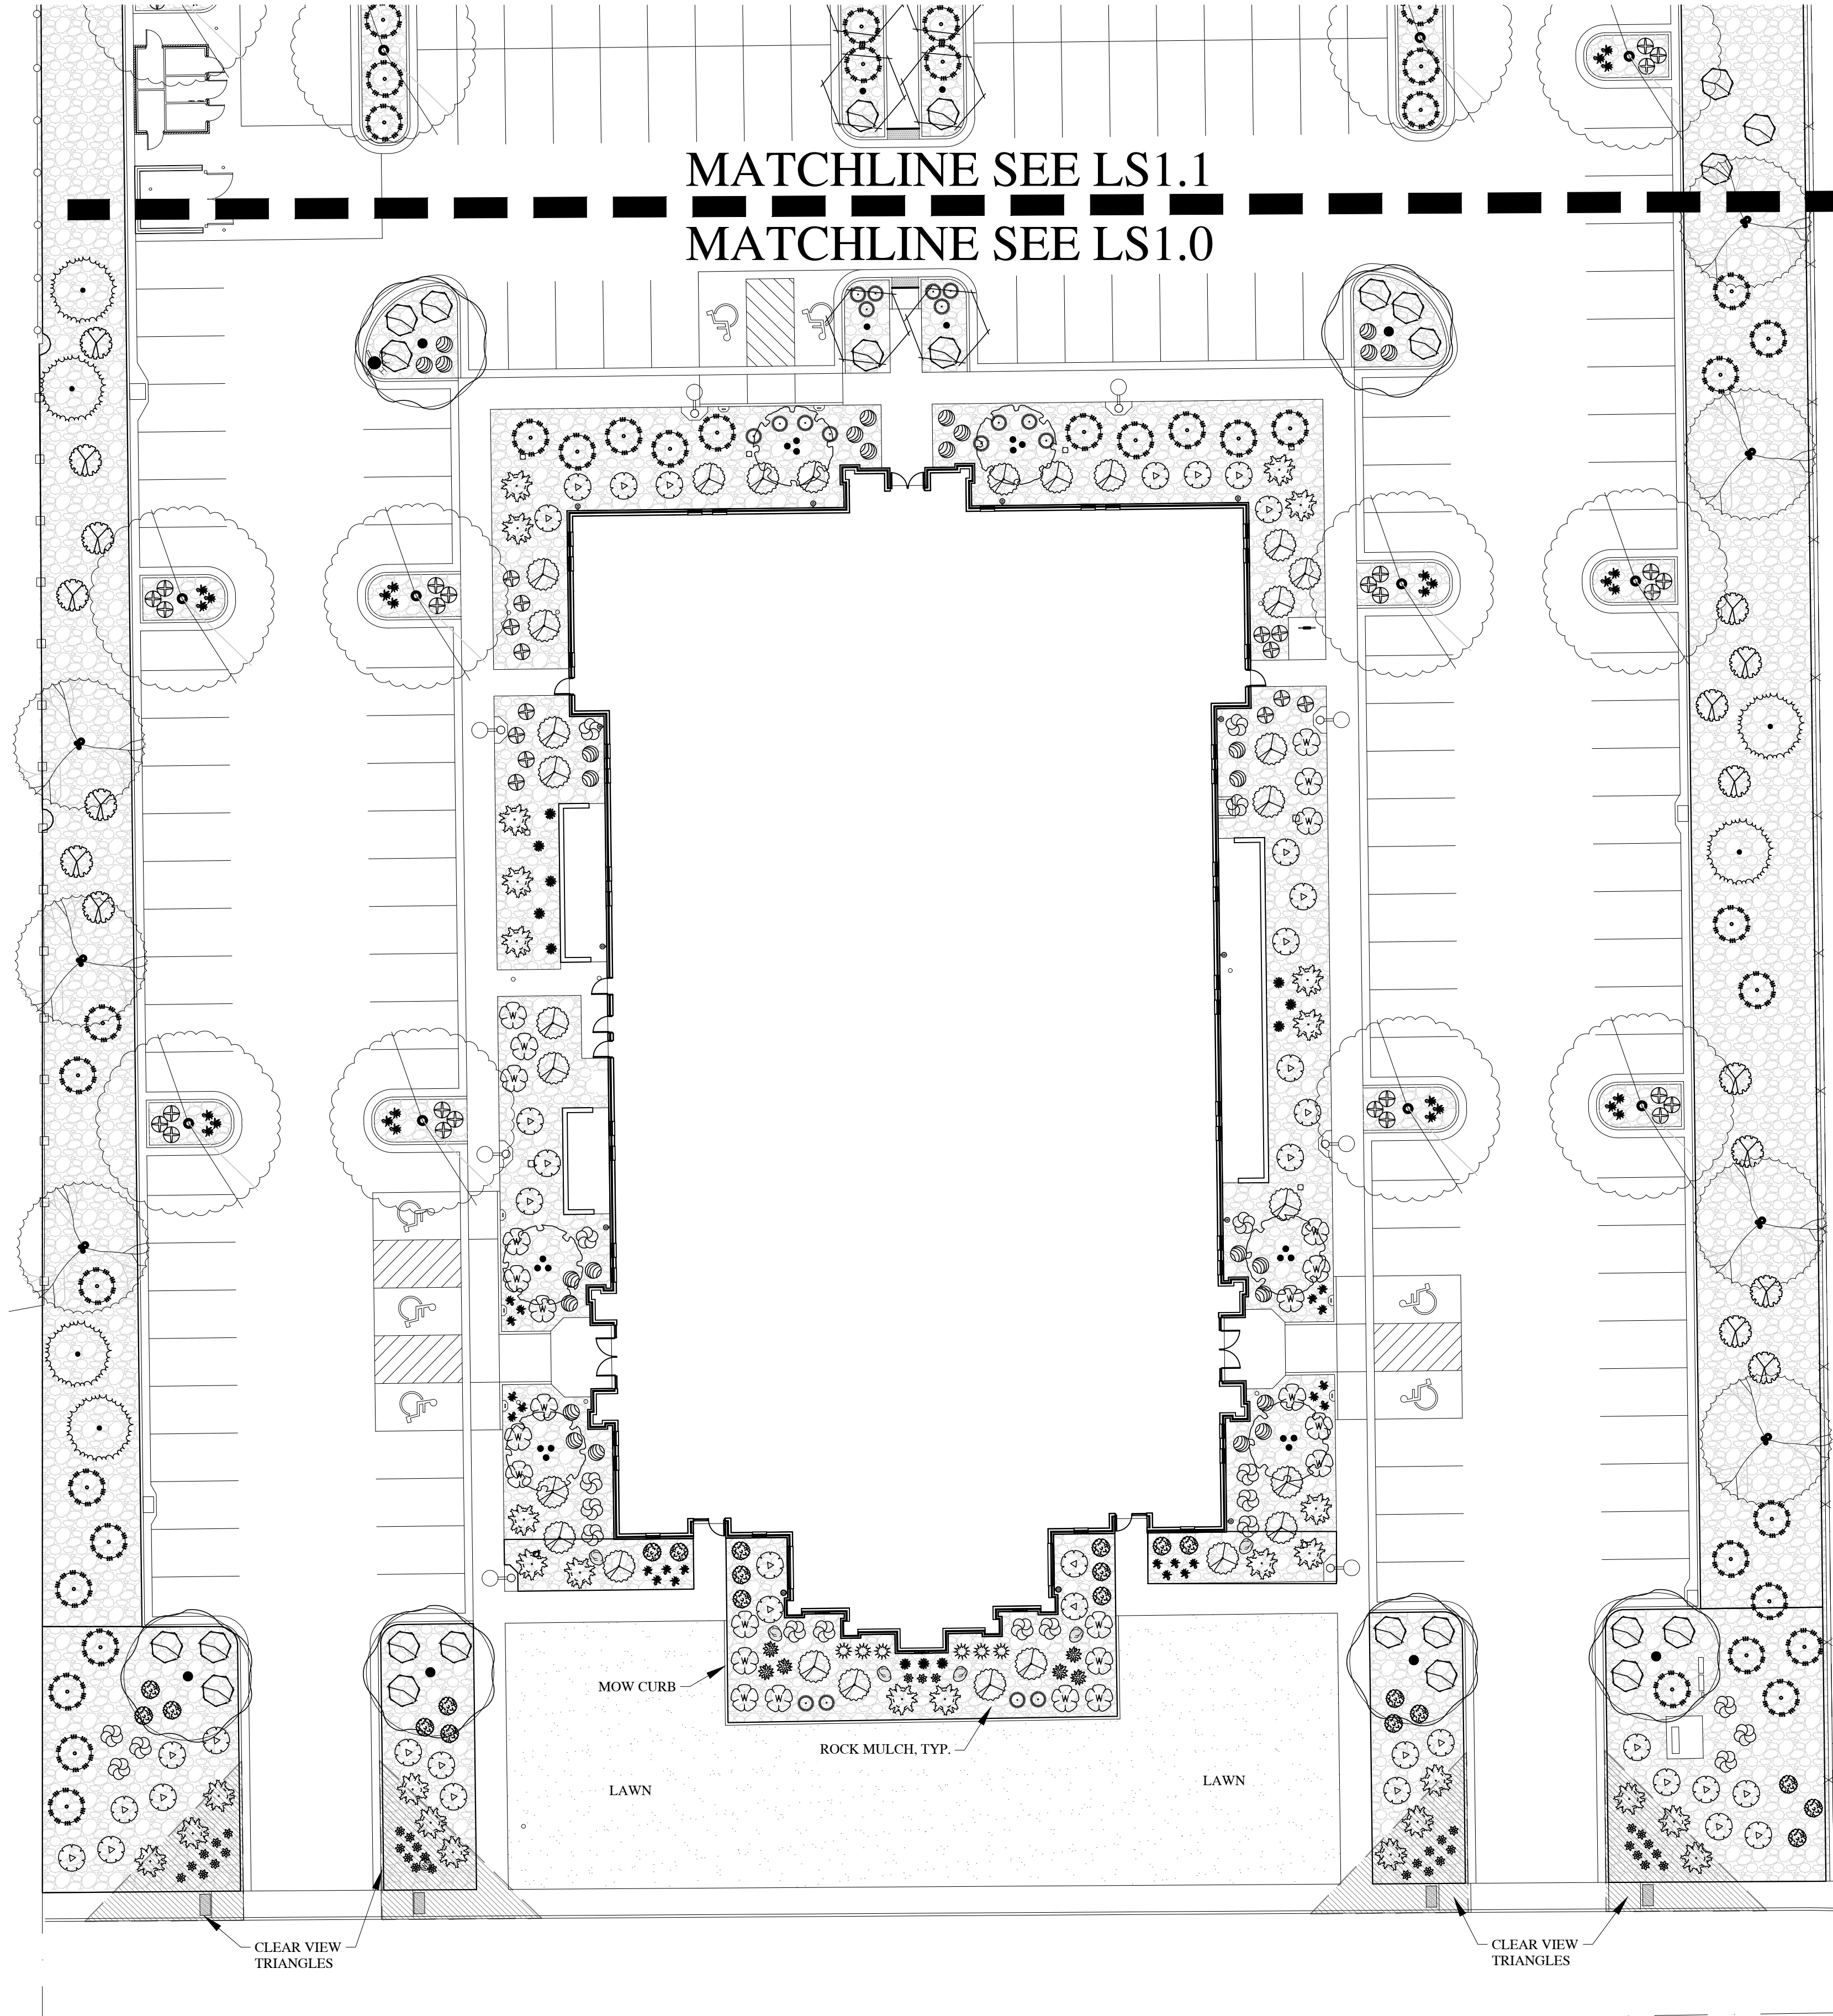 MATCHLINE SEE LS1.1
MATCHLINE SEE LS1.0
MOW CURB
ROCK MULCH, TYP.
LAWN
LAWN
CLEAR VIEW
TRIANGLES
CLEAR VIEW
TRIANGLES